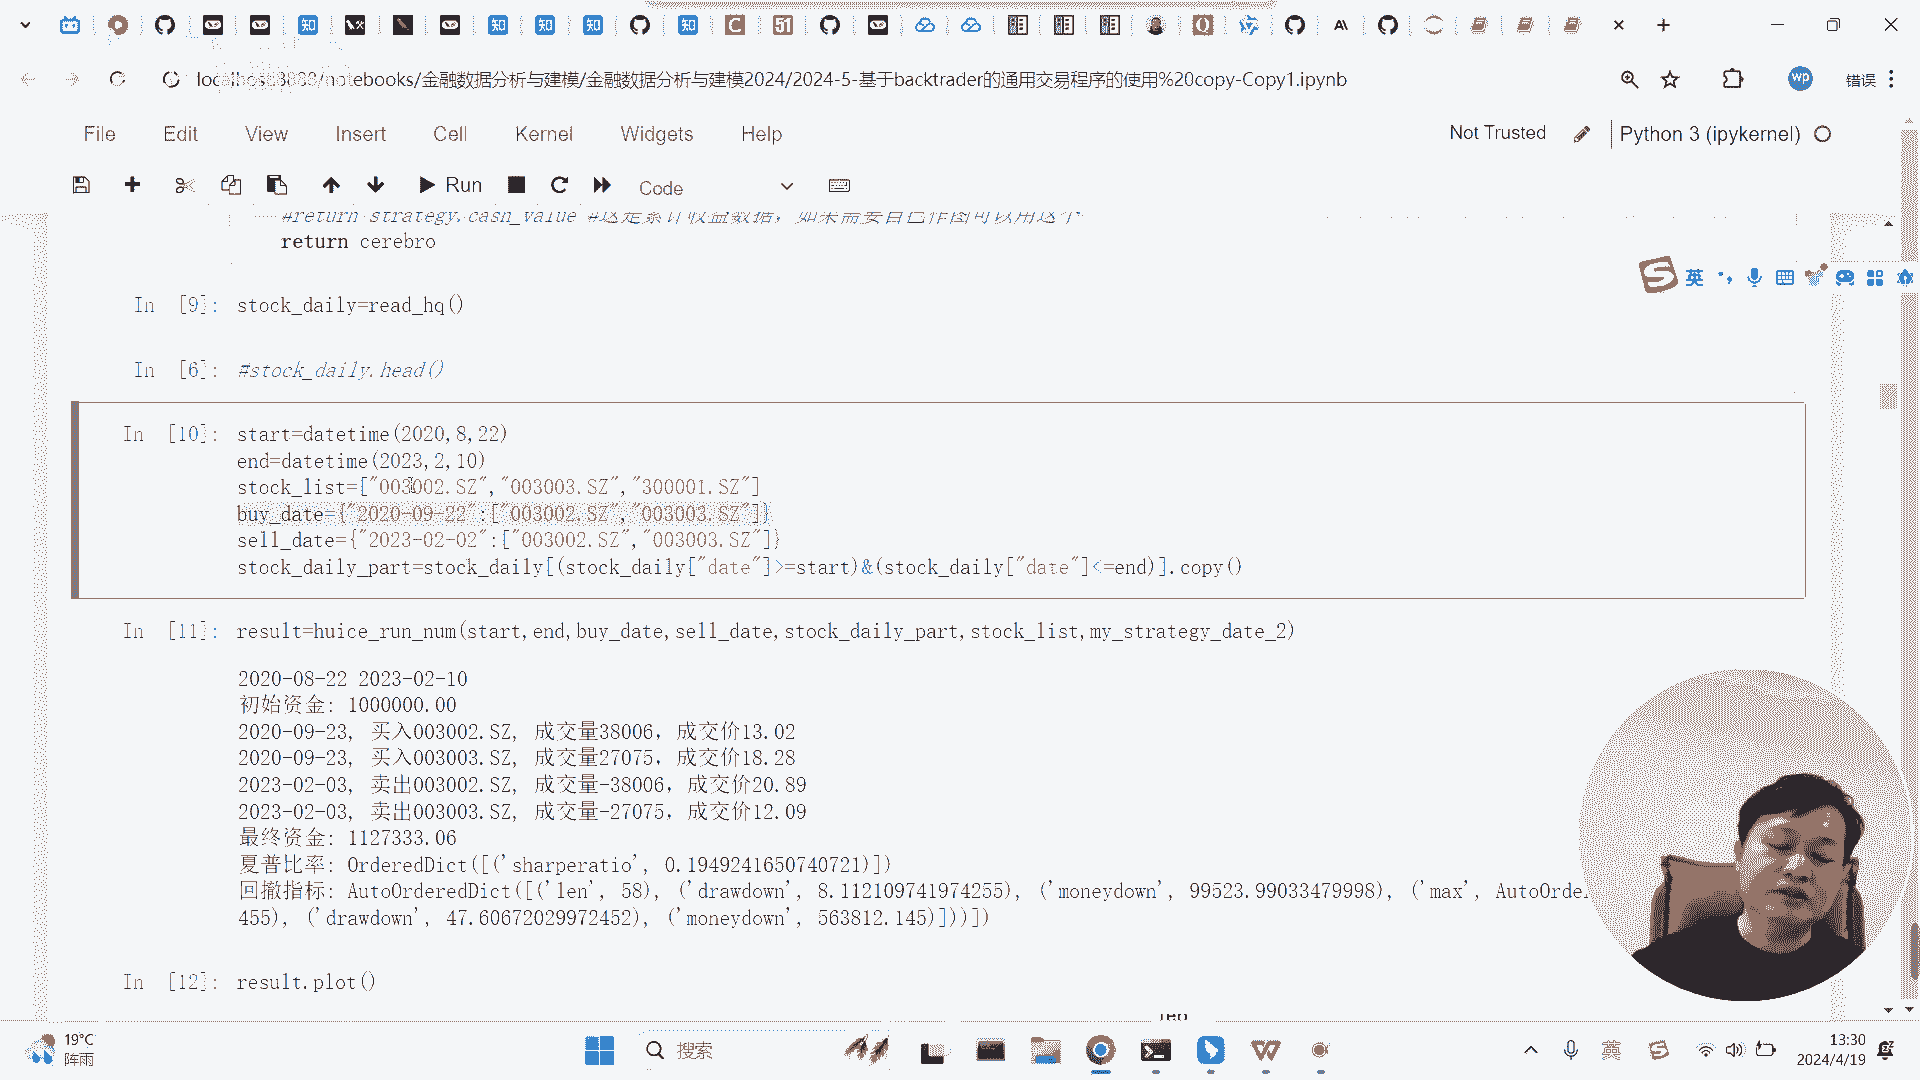 localhost:8888/notebooks/金融数据分析与建模/金融数据分析与建模2024/2024-5-基于backtrader的通用交易程序的使用%20copy-Copy1.ipynb
错误
File Edit View Insert Cell Kernel Widgets Help
Not Trusted
Python 3 (ipykernel)
Run
Code
#return strategy.cash_value #这是累计收益数据，如果需要自己作图可以用这个
return cerebro
英
In [9]: stock_daily=read_hq()
In [6]: #stock_daily.head()
In [10]: start=datetime(2020,8,22)
end=datetime(2023,2,10)
stock_list=["003002.SZ","003003.SZ","300001.SZ"]
buy_date={"2020-09-22":["003002.SZ","003003.SZ"]}
sell_date={"2023-02-02":["003002.SZ","003003.SZ"]}
stock_daily_part=stock_daily[(stock_daily["date"]>=start)&(stock_daily["date"]<=end)].copy()
In [11]: result=huice_run_num(start,end,buy_date,sell_date,stock_daily_part,stock_list,my_strategy_date_2)
2020-08-22 2023-02-10
初始资金: 1000000.00
2020-09-23, 买入003002.SZ, 成交量38006，成交价13.02
2020-09-23, 买入003003.SZ, 成交量27075，成交价18.28
2023-02-03, 卖出003002.SZ, 成交量-38006，成交价20.89
2023-02-03, 卖出003003.SZ, 成交量-27075，成交价12.09
最终资金: 1127333.06
夏普比率: OrderedDict([('sharperatio', 0.1949241650740721)])
回撤指标: AutoOrderedDict([('len', 58), ('drawdown', 8.112109741974255), ('moneydown', 99523.99033479998), ('max', AutoOrde
455), ('drawdown', 47.60672029972452), ('moneydown', 563812.145)]))])
In [12]: result.plot()
19°C
阵雨
搜索
英
13:30
2024/4/19